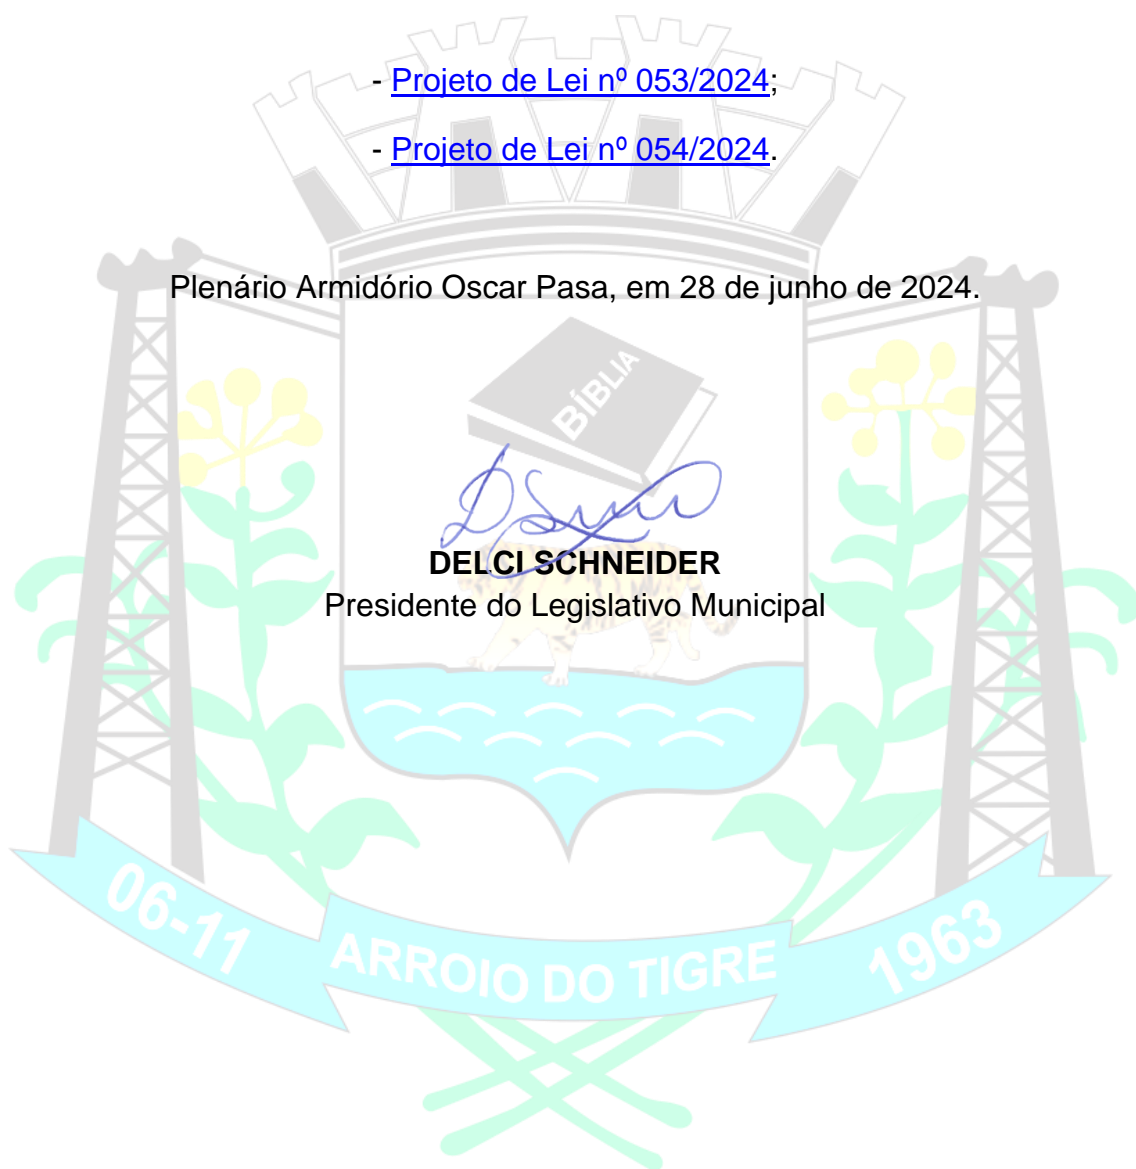 - Projeto de Lei nº 053/2024;
- Projeto de Lei nº 054/2024.
Plenário Armidório Oscar Pasa, em 28 de junho de 2024.
BÍBLIA
DELCI SCHNEIDER
Presidente do Legislativo Municipal
06-11 ARROIO DO TIGRE 1963